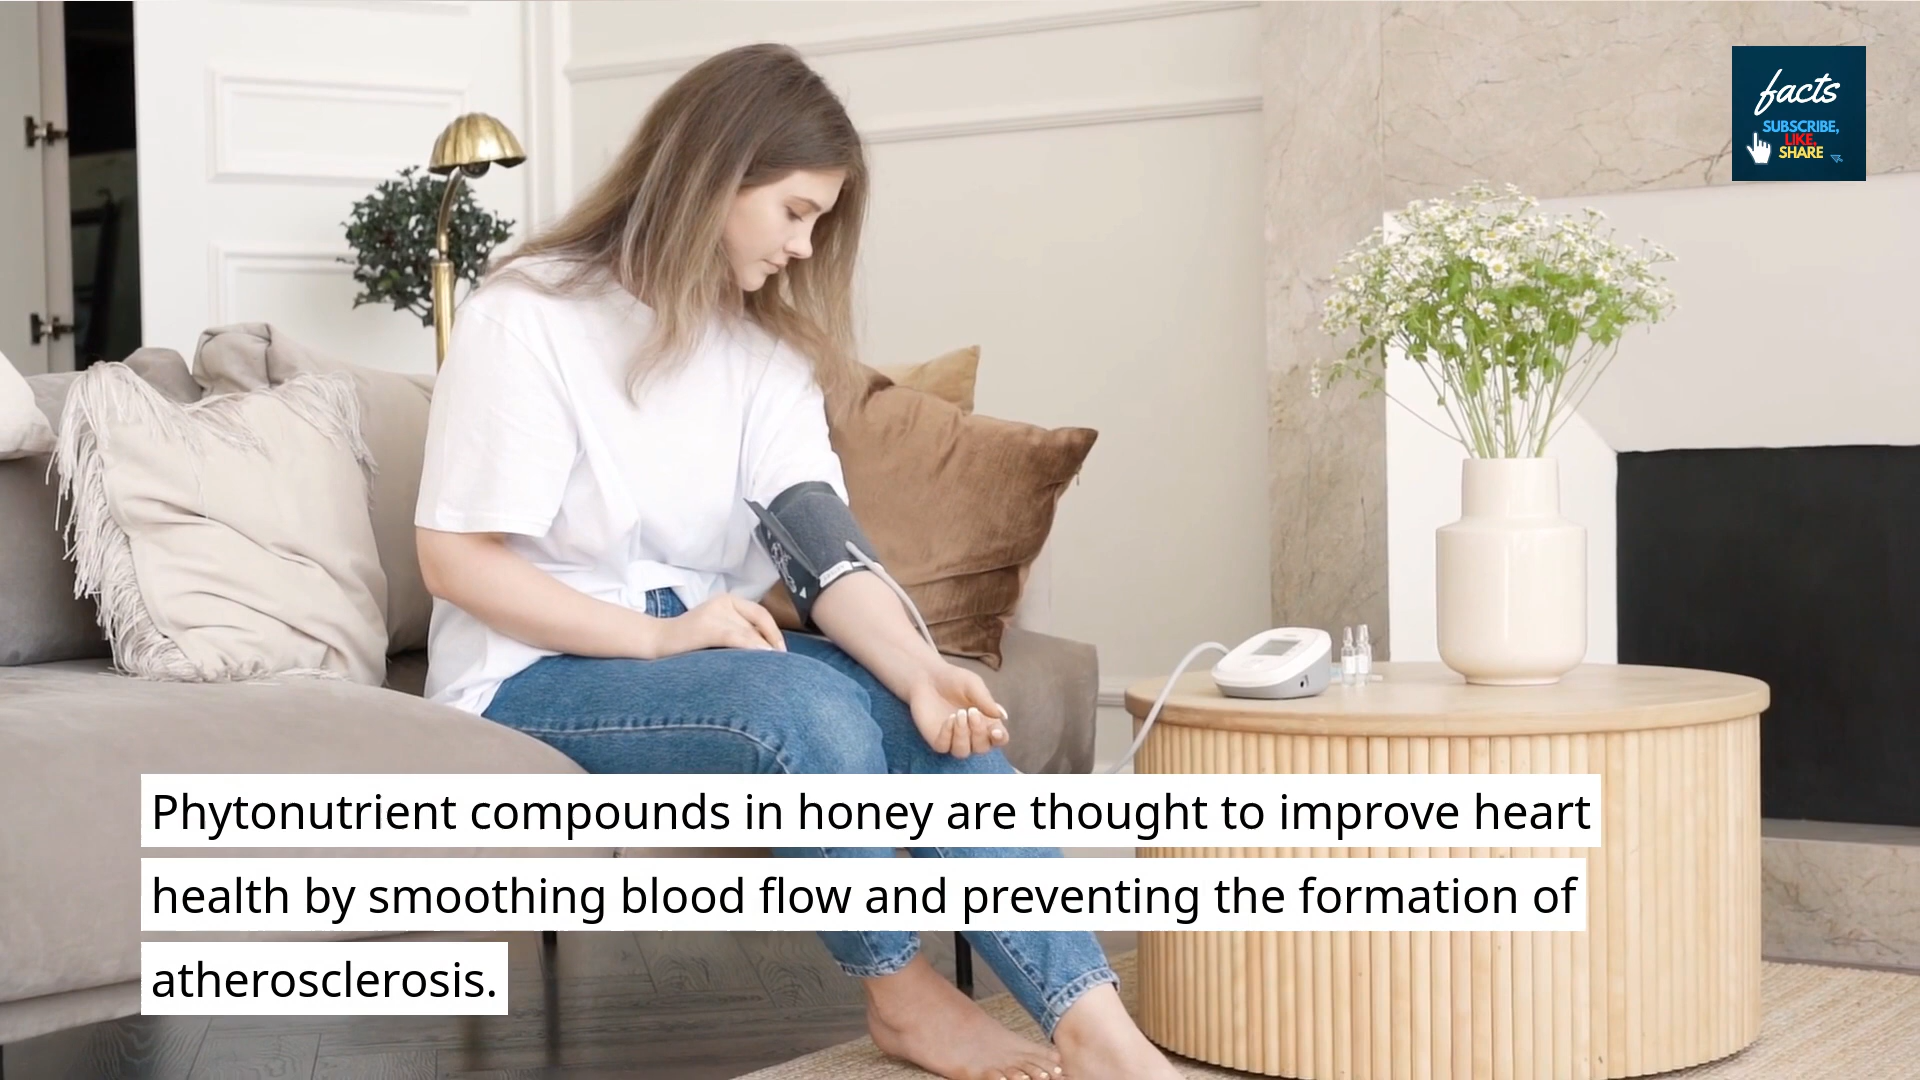 facts
SUBSCRIBE,
LIKE,
SHARE
Phytonutrient compounds in honey are thought to improve heart
health by smoothing blood flow and preventing the formation of
atherosclerosis.